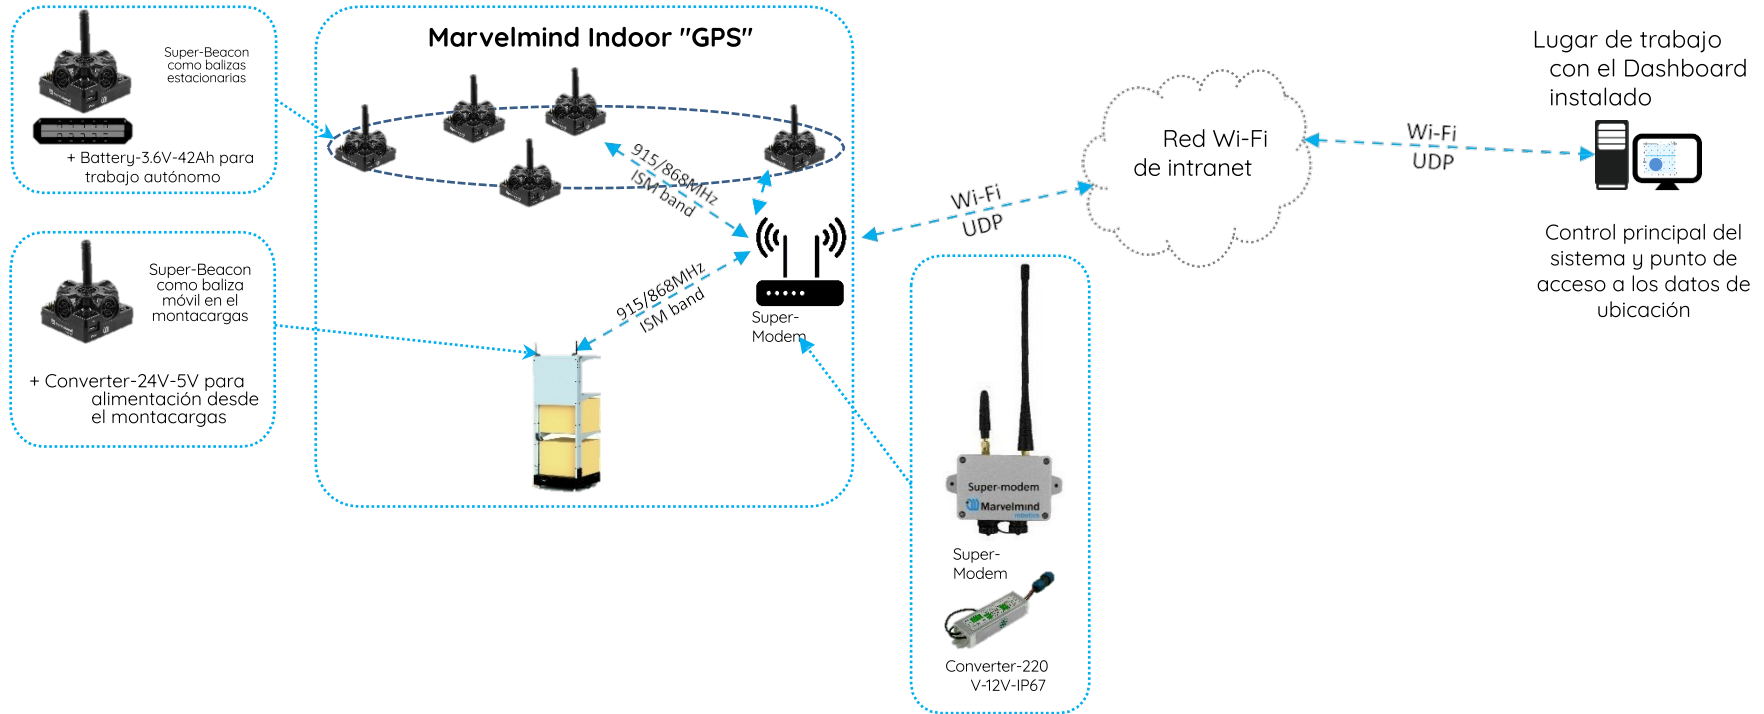 Super-Beacon
como balizas
estacionarias
+ Battery-3.6V-42Ah para
trabajo autónomo
Super-Beacon
como baliza
móvil en el
montacargas
+ Converter-24V-5V para
alimentación desde
el montacargas
Marvelmind Indoor "GPS"
915/868MHz
ISM band
915/868MHz
ISM band
Super-
Modem
Wi-Fi
UDP
Red Wi-Fi
de intranet
Wi-Fi
UDP
Lugar de trabajo
con el Dashboard
instalado
Control principal del
sistema y punto de
acceso a los datos de
ubicación
Super-modem
Marvelmind
robotics
Super-
Modem
Converter-220
V-12V-IP67